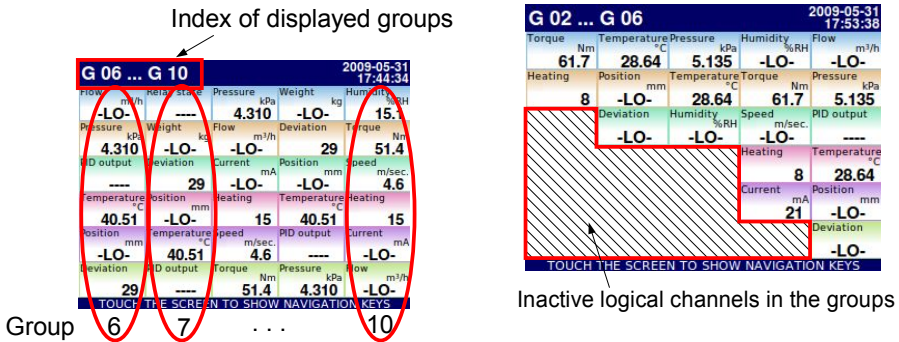 Index of displayed groups
G 06 ... G 10
2009-05-31
17:44:34
Flow Relay state Pressure Weight Humidity
m³/h kPa kg %RH
-LO- ---- 4.310 -LO- 15.1
Pressure Weight Flow Deviation Torque
kPa kg m³/h Nm
4.310 -LO- -LO- 29 51.4
PID output Deviation Current Position Speed
mA mm m/sec.
---- 29 -LO- -LO- 4.6
Temperature Position Heating Temperature Heating
°C mm °C
40.51 -LO- 15 40.51 15
Position Temperature Speed PID output Current
mm °C m/sec. mA
-LO- 40.51 4.6 ---- -LO-
Deviation PID output Torque Pressure Flow
Nm kPa m³/h
29 ---- 51.4 4.310 -LO-
TOUCH THE SCREEN TO SHOW NAVIGATION KEYS
Group 6 7 . . . 10
G 02 ... G 06
2009-05-31
17:53:38
Torque Temperature Pressure Humidity Flow
Nm °C kPa %RH m³/h
61.7 28.64 5.135 -LO- -LO-
Heating Position Temperature Torque Pressure
mm °C Nm kPa
8 -LO- 28.64 61.7 5.135
Deviation Humidity Speed PID output
%RH m/sec.
-LO- -LO- -LO- ----
Heating Temperature
°C
8 28.64
Current Position
mA mm
21 -LO-
Deviation
-LO-
TOUCH THE SCREEN TO SHOW NAVIGATION KEYS
Inactive logical channels in the groups